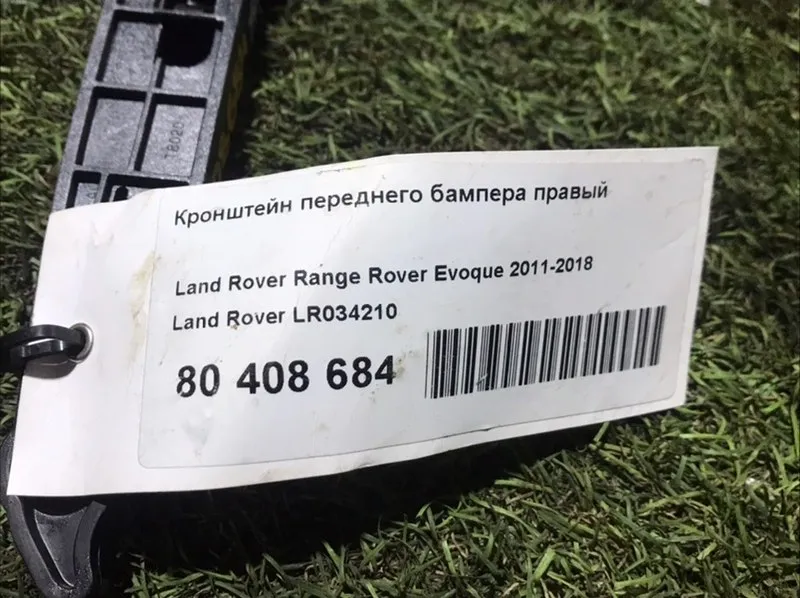 Кронштейн переднего бампера правый
Land Rover Range Rover Evoque 2011-2018
Land Rover LR034210
80 408 684